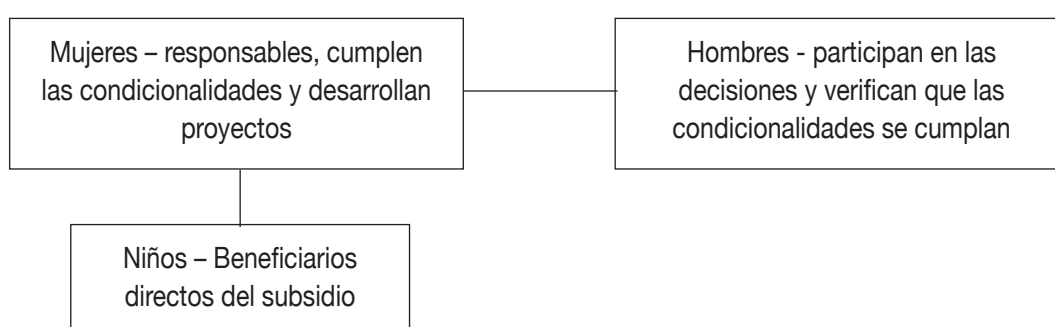 Mujeres – responsables, cumplen
las condicionalidades y desarrollan
proyectos
Hombres - participan en las
decisiones y verifican que las
condicionalidades se cumplan
Niños – Beneficiarios
directos del subsidio